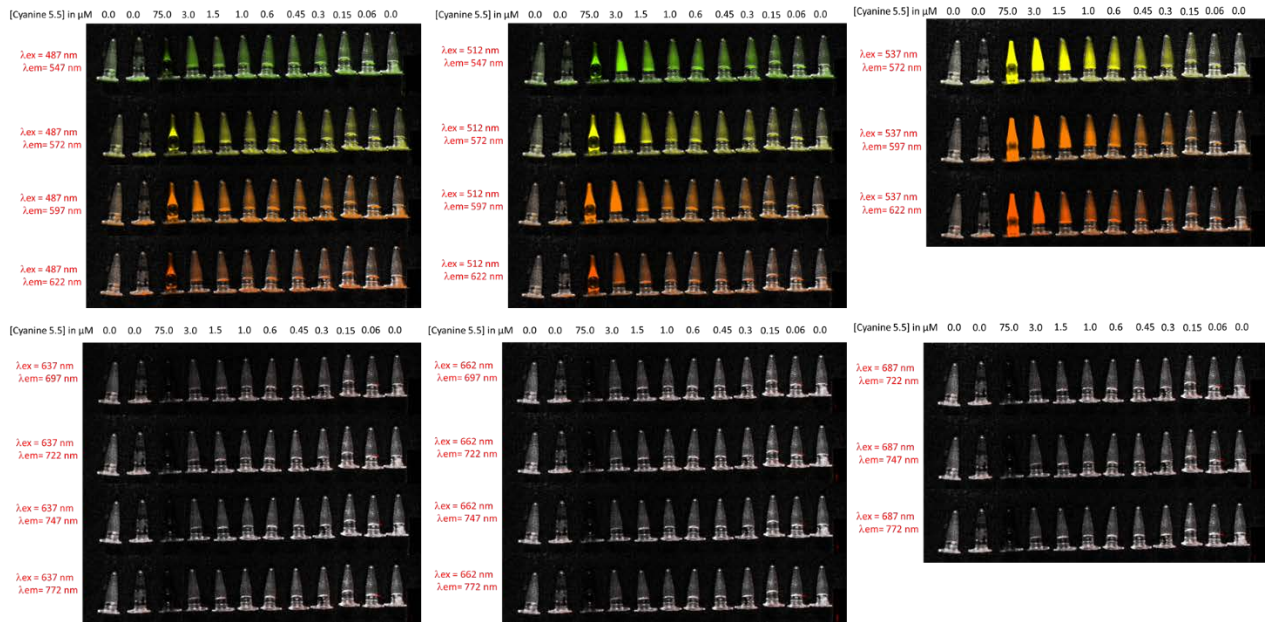 [Cyanine 5.5] in µM 0.0 0.0 75.0 3.0 1.5 1.0 0.6 0.45 0.3 0.15 0.06 0.0
λex = 487 nm
λem= 547 nm
λex = 487 nm
λem= 572 nm
λex = 487 nm
λem= 597 nm
λex = 487 nm
λem= 622 nm
[Cyanine 5.5] in µM 0.0 0.0 75.0 3.0 1.5 1.0 0.6 0.45 0.3 0.15 0.06 0.0
λex = 512 nm
λem= 547 nm
λex = 512 nm
λem= 572 nm
λex = 512 nm
λem= 597 nm
λex = 512 nm
λem= 622 nm
[Cyanine 5.5] in µM 0.0 0.0 75.0 3.0 1.5 1.0 0.6 0.45 0.3 0.15 0.06 0.0
λex = 537 nm
λem= 572 nm
λex = 537 nm
λem= 597 nm
λex = 537 nm
λem= 622 nm
[Cyanine 5.5] in µM 0.0 0.0 75.0 3.0 1.5 1.0 0.6 0.45 0.3 0.15 0.06 0.0
λex = 637 nm
λem= 697 nm
λex = 637 nm
λem= 722 nm
λex = 637 nm
λem= 747 nm
λex = 637 nm
λem= 772 nm
[Cyanine 5.5] in µM 0.0 0.0 75.0 3.0 1.5 1.0 0.6 0.45 0.3 0.15 0.06 0.0
λex = 662 nm
λem= 697 nm
λex = 662 nm
λem= 722 nm
λex = 662 nm
λem= 747 nm
λex = 662 nm
λem= 772 nm
[Cyanine 5.5] in µM 0.0 0.0 75.0 3.0 1.5 1.0 0.6 0.45 0.3 0.15 0.06 0.0
λex = 687 nm
λem= 722 nm
λex = 687 nm
λem= 747 nm
λex = 687 nm
λem= 772 nm